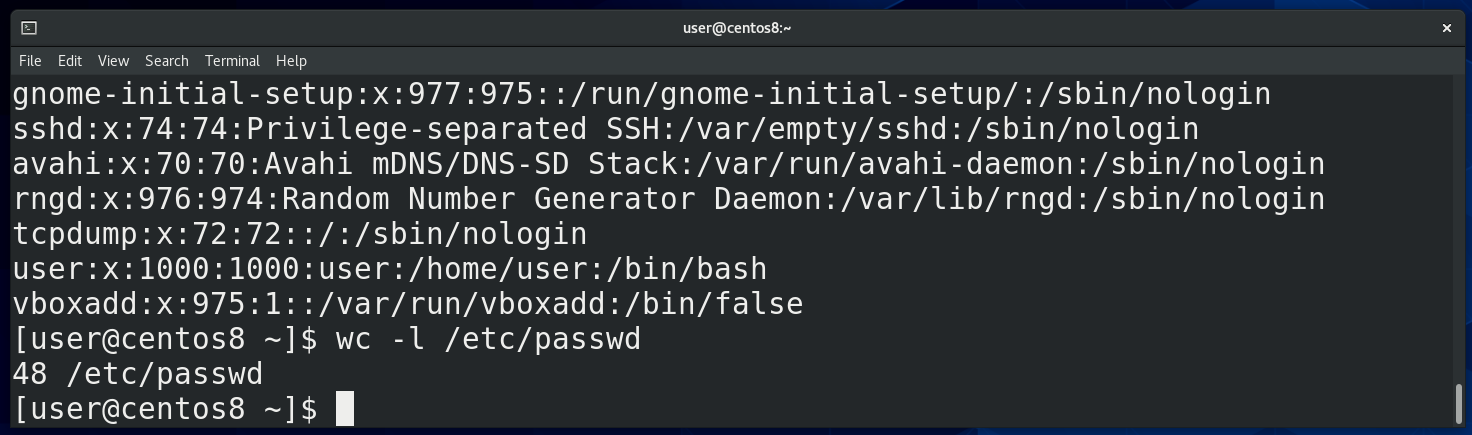 user@centos8:~
File Edit View Search Terminal Help
gnome-initial-setup:x:977:975::/run/gnome-initial-setup/:/sbin/nologin
sshd:x:74:74:Privilege-separated SSH:/var/empty/sshd:/sbin/nologin
avahi:x:70:70:Avahi mDNS/DNS-SD Stack:/var/run/avahi-daemon:/sbin/nologin
rngd:x:976:974:Random Number Generator Daemon:/var/lib/rngd:/sbin/nologin
tcpdump:x:72:72::/:/sbin/nologin
user:x:1000:1000:user:/home/user:/bin/bash
vboxadd:x:975:1::/var/run/vboxadd:/bin/false
[user@centos8 ~]$ wc -l /etc/passwd
48 /etc/passwd
[user@centos8 ~]$